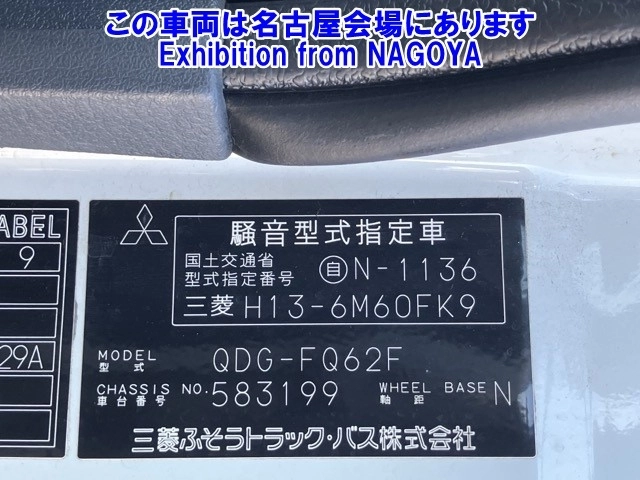 この車両は名古屋会場にあります
Exhibition from NAGOYA
ABEL
9
29A
騒音型式指定車
国土交通省
型式指定番号 自N-1136
三菱 H13-6M60FK9
MODEL
型式 QDG-FQ62F
CHASSIS NO.
車台番号 583199
WHEEL BASE
軸距 N
三菱ふそうトラック・バス株式会社